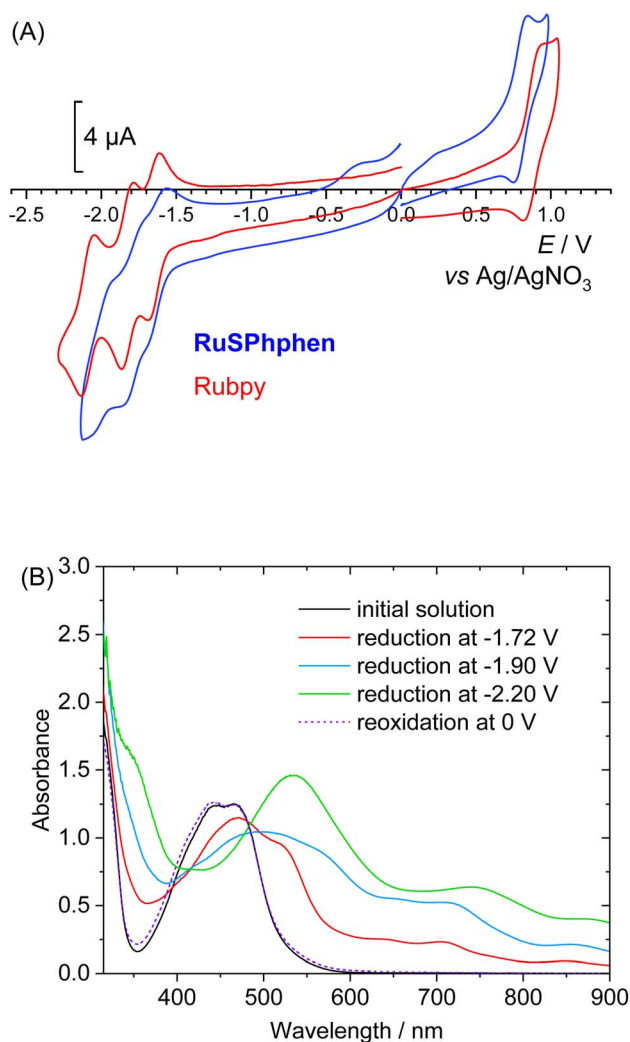 (A)
4 µA
-2.5 -2.0 -1.5 -1.0 -0.5 0.0 0.5 1.0
E / V
vs Ag/AgNO₃
RuSPhphen
Rubpy
(B)
3.0
2.5
2.0
1.5
1.0
0.5
0.0
Absorbance
initial solution
reduction at -1.72 V
reduction at -1.90 V
reduction at -2.20 V
reoxidation at 0 V
400 500 600 700 800 900
Wavelength / nm